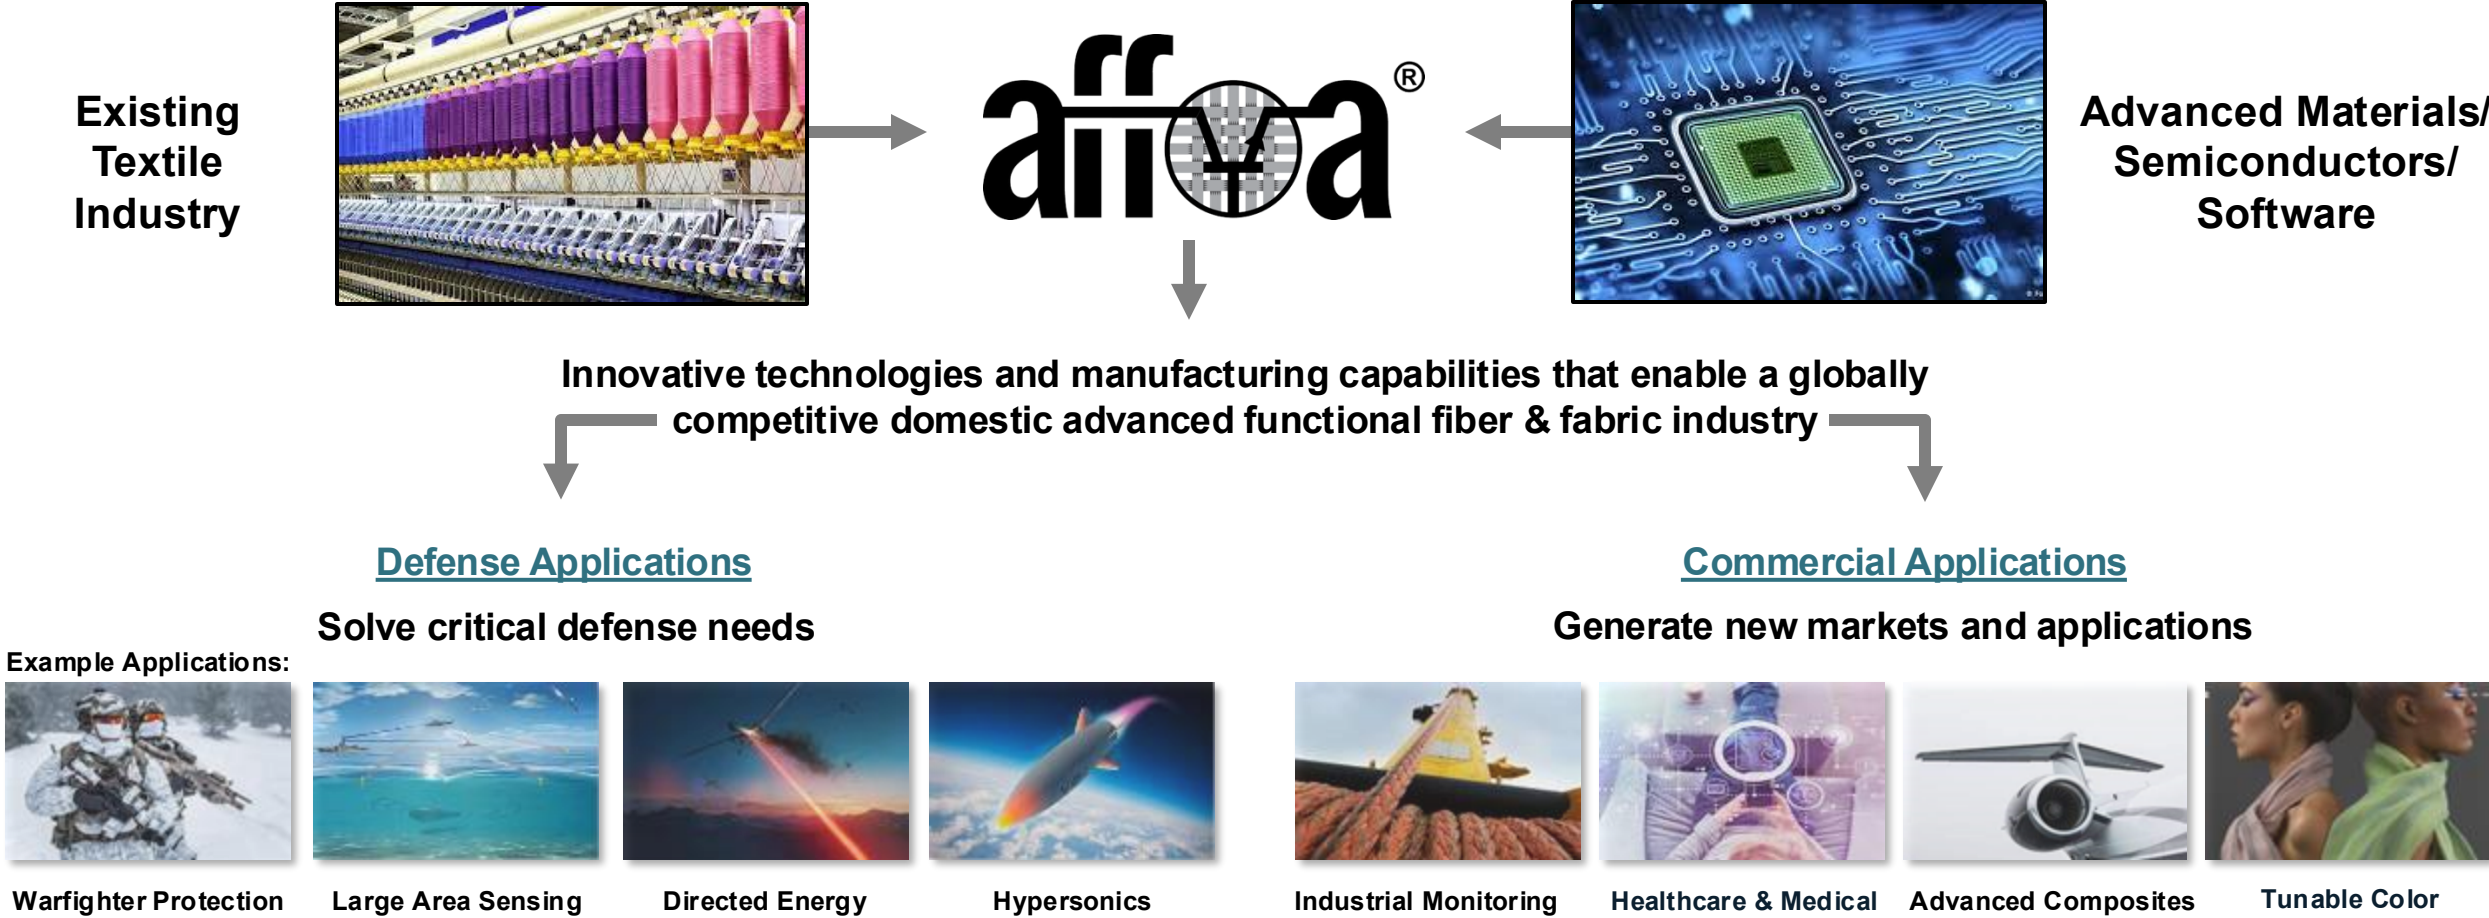 Existing
Textile
Industry
affoa®
Advanced Materials/
Semiconductors/
Software
Innovative technologies and manufacturing capabilities that enable a globally
competitive domestic advanced functional fiber & fabric industry
Defense Applications
Commercial Applications
Solve critical defense needs
Generate new markets and applications
Example Applications:
Warfighter Protection
Large Area Sensing
Directed Energy
Hypersonics
Industrial Monitoring
Healthcare & Medical
Advanced Composites
Tunable Color